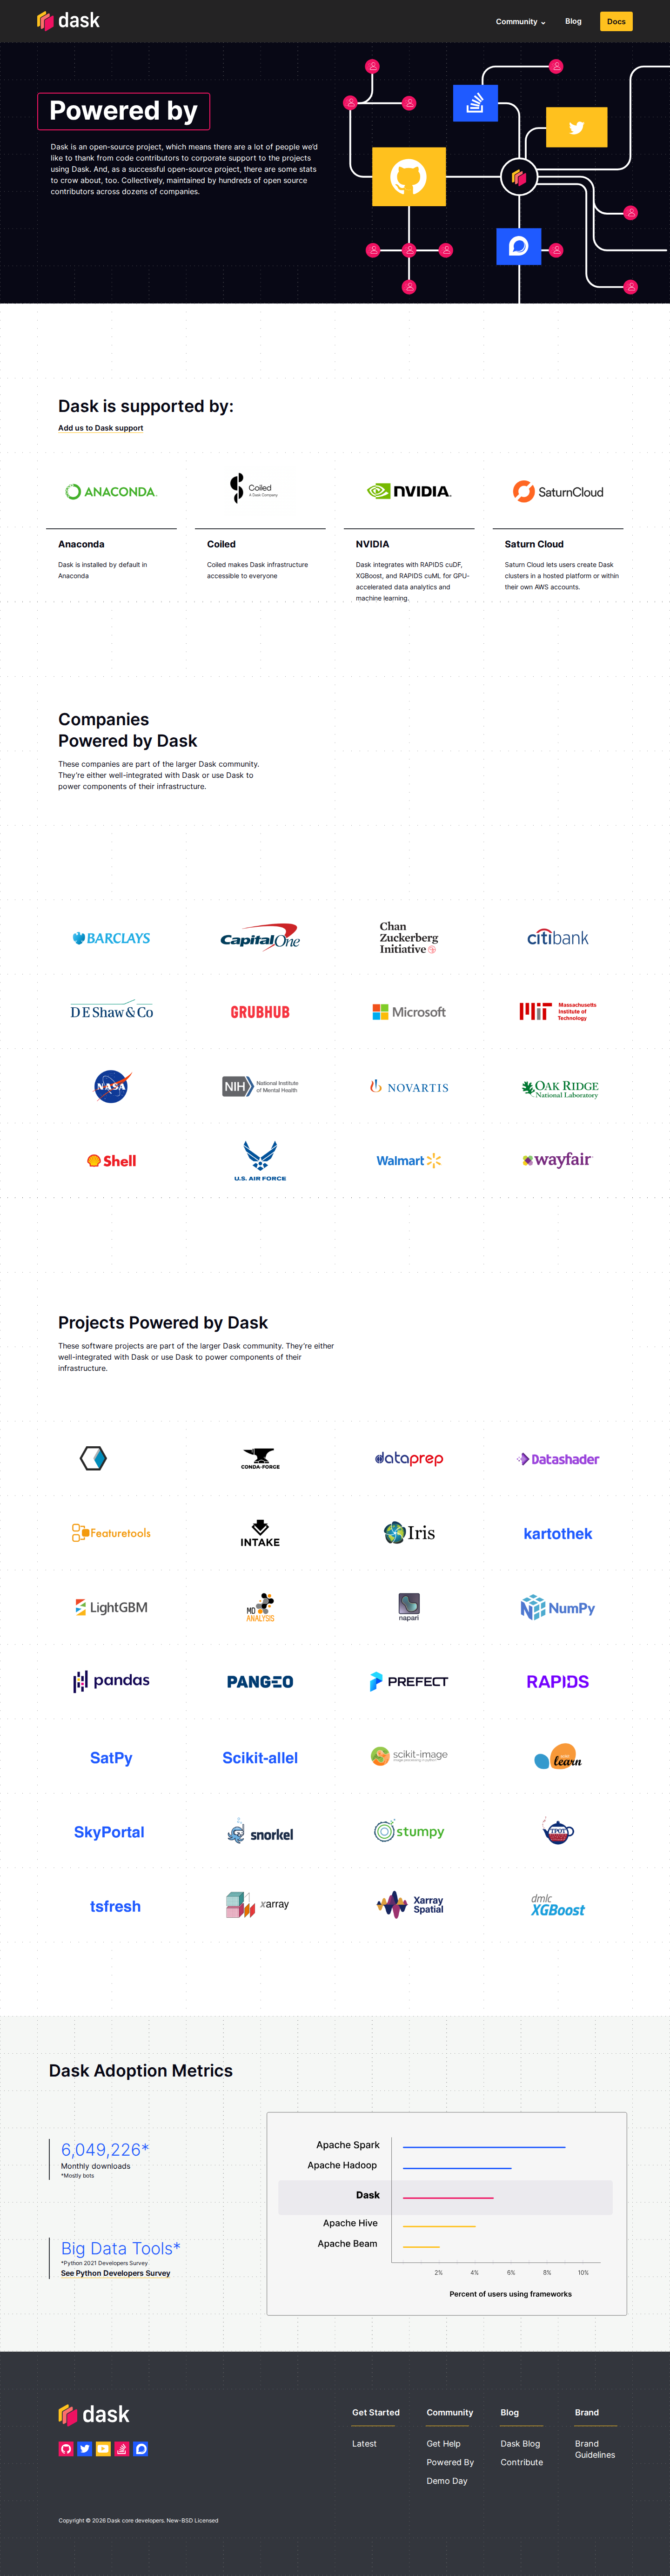 dask
Community
Blog
Docs
Powered by
Dask is an open-source project, which means there are a lot of people we'd
like to thank from code contributors to corporate support to the projects
using Dask. And, as a successful open-source project, there are some stats
to crow about, too. Collectively, maintained by hundreds of open source
contributors across dozens of companies.
Dask is supported by:
Add us to Dask support
ANACONDA.
Coiled
A Dask Company
NVIDIA.
SaturnCloud
Anaconda
Dask is installed by default in
Anaconda
Coiled
Coiled makes Dask infrastructure
accessible to everyone
NVIDIA
Dask integrates with RAPIDS cuDF,
XGBoost, and RAPIDS cuML for GPU-
accelerated data analytics and
machine learning.
Saturn Cloud
Saturn Cloud lets users create Dask
clusters in a hosted platform or within
their own AWS accounts.
Companies
Powered by Dask
These companies are part of the larger Dask community.
They're either well-integrated with Dask or use Dask to
power components of their infrastructure.
BARCLAYS
Capital One
Chan
Zuckerberg
Initiative
citibank
DE Shaw & Co
GRUBHUB
Microsoft
MIT
Massachusetts
Institute of
Technology
NASA
NIH
National Institute
of Mental Health
NOVARTIS
OAK RIDGE
National Laboratory
Shell
U.S. AIR FORCE
Walmart
wayfair
Projects Powered by Dask
These software projects are part of the larger Dask community. They're either
well-integrated with Dask or use Dask to power components of their
infrastructure.
CONDA-FORGE
dataprep
Datashader
Featuretools
INTAKE
Iris
kartothek
LightGBM
MD
ANALYSIS
napari
NumPy
pandas
PANGEO
PREFECT
RAPIDS
SatPy
Scikit-allel
scikit-image
image processing in python
learn
SkyPortal
snorkel
stumpy
TPOT
tsfresh
xarray
Xarray
Spatial
dmlc
XGBoost
Dask Adoption Metrics
6,049,226*
Monthly downloads
*Mostly bots
Big Data Tools*
*Python 2021 Developers Survey
See Python Developers Survey
Apache Spark
Apache Hadoop
Dask
Apache Hive
Apache Beam
2% 4% 6% 8% 10%
Percent of users using frameworks
dask
Get Started
Latest
Community
Get Help
Powered By
Demo Day
Blog
Dask Blog
Contribute
Brand
Brand
Guidelines
Copyright © 2026 Dask core developers. New-BSD Licensed